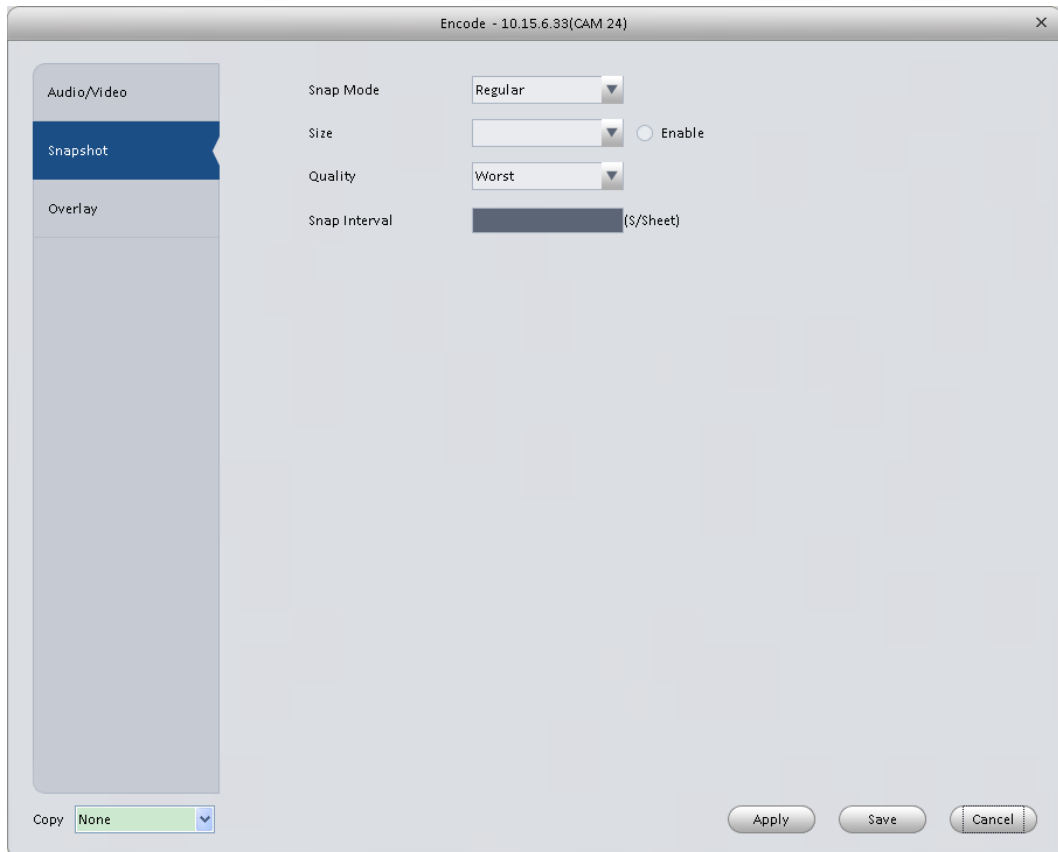 Encode - 10.15.6.33(CAM 24)
Audio/Video
Snapshot
Overlay
Snap Mode Regular
Size Enable
Quality Worst
Snap Interval (S/Sheet)
Copy None
Apply Save Cancel